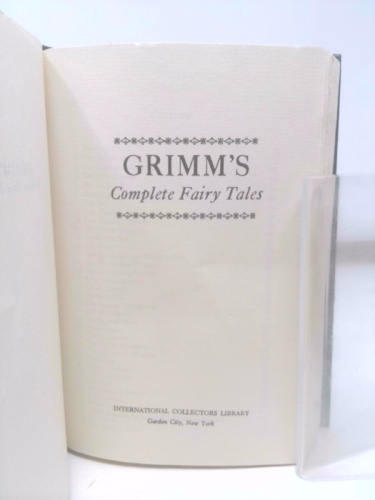 GRIMM'S
Complete Fairy Tales
INTERNATIONAL COLLECTORS LIBRARY
Garden City, New York